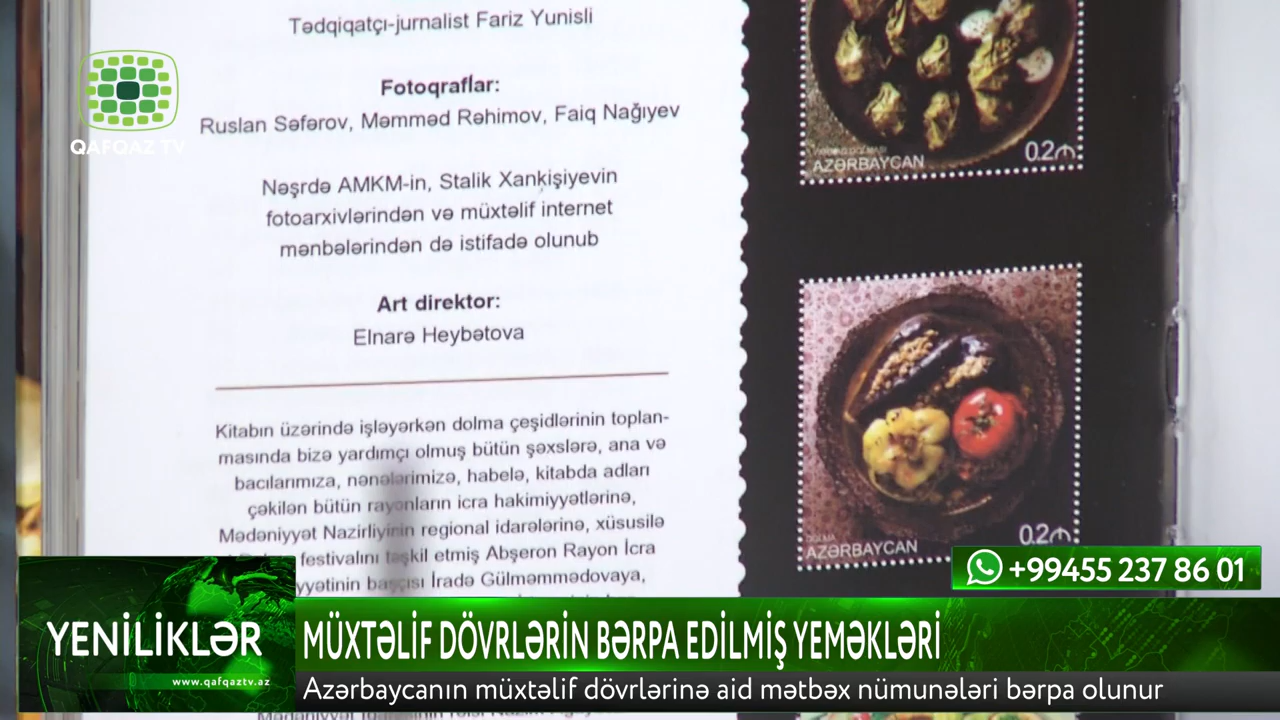 Tədqiqatçı-jurnalist Fariz Yunisli
Fotoqraflar:
Ruslan Səfərov, Məmməd Rəhimov, Faiq Nağıyev
Nəşrdə AMKM-in, Stalik Xankişiyevin
fotoarxivlərindən və müxtəlif internet
mənbələrindən də istifadə olunub
Art direktor:
Elnarə Heybətova
Kitabın üzərində işləyərkən dolma çeşidlərinin toplan-
masında bizə yardımçı olmuş bütün şəxslərə, ana və
bacılarımıza, nənələrimizə, habelə, kitabda adları
çəkilən bütün rayonların icra hakimiyyətlərinə,
Mədəniyyət Nazirliyinin regional idarələrinə, xüsusilə
festivalını təşkil etmiş Abşeron Rayon İcra
başçısı İradə Gülməmmədovaya,
AZƏRBAYCAN
0.2₼
DOLMA
AZƏRBAYCAN
0.2₼
QAFQAZ TV
+99455 237 86 01
YENİLİKLƏR
www.qafqaztv.az
MÜXTƏLİF DÖVRLƏRİN BƏRPA EDİLMİŞ YEMƏKLƏRİ
Azərbaycanın müxtəlif dövrlərinə aid mətbəx nümunələri bərpa olunur